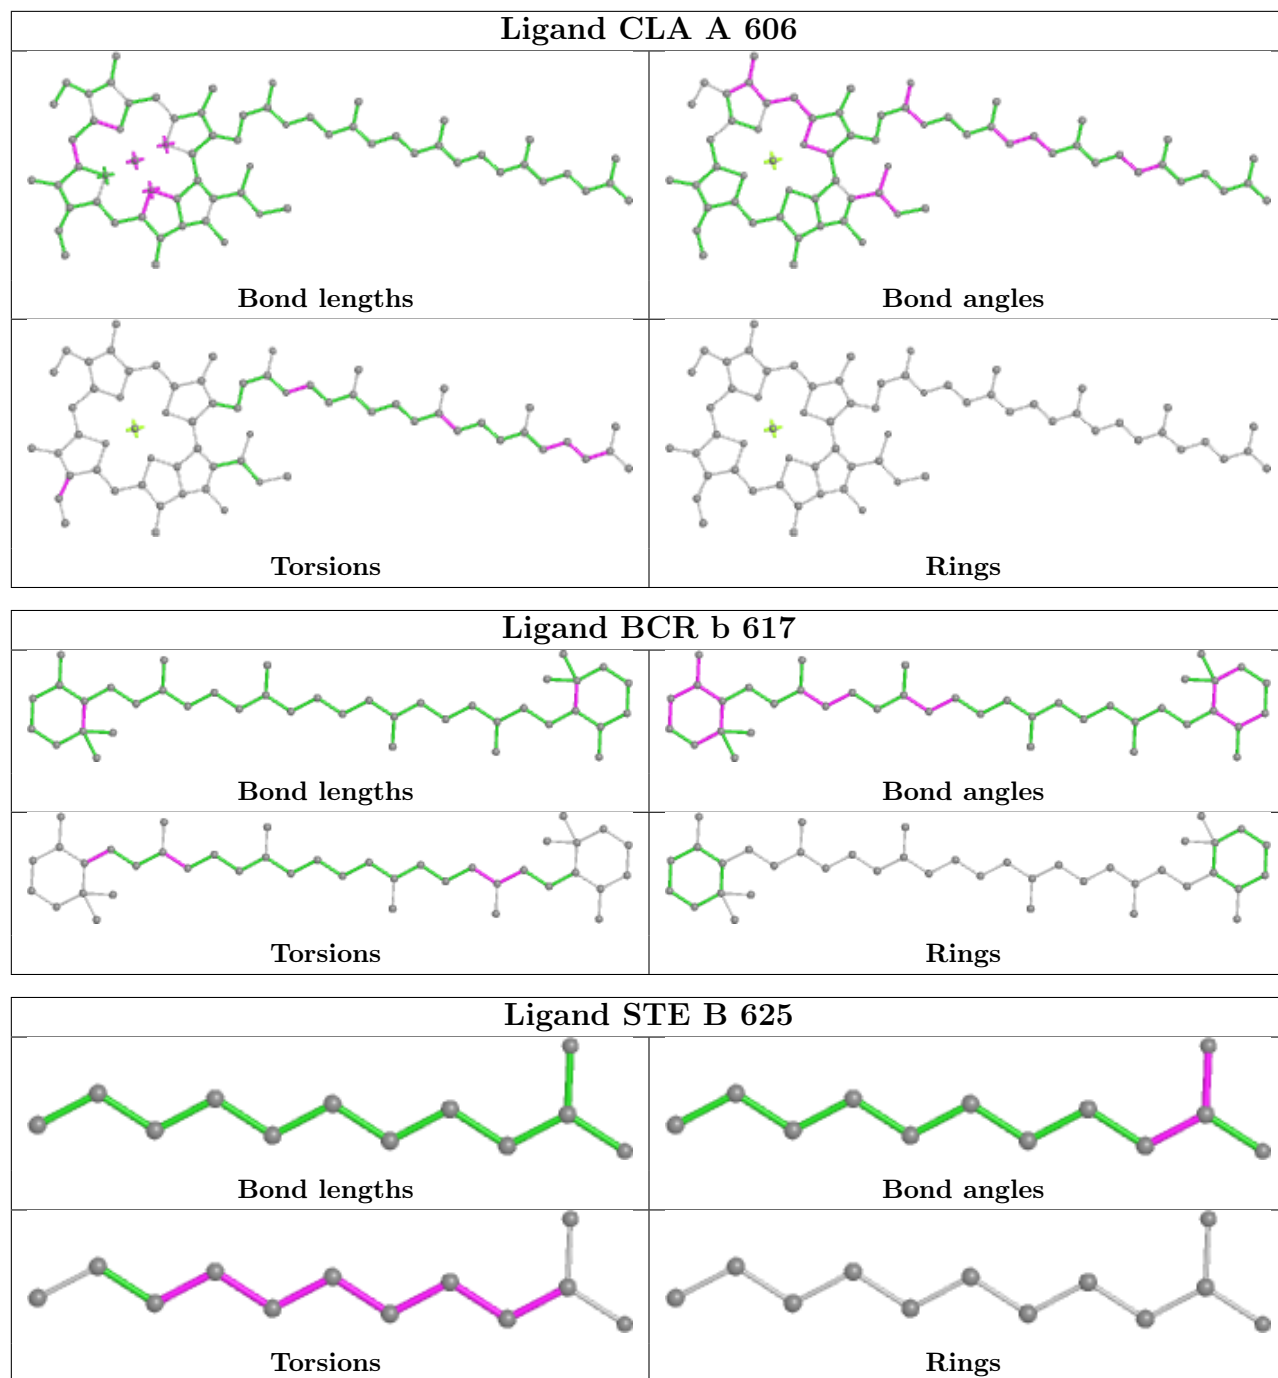 Ligand CLA A 606
Bond lengths
Bond angles
Torsions
Rings
Ligand BCR b 617
Bond lengths
Bond angles
Torsions
Rings
Ligand STE B 625
Bond lengths
Bond angles
Torsions
Rings